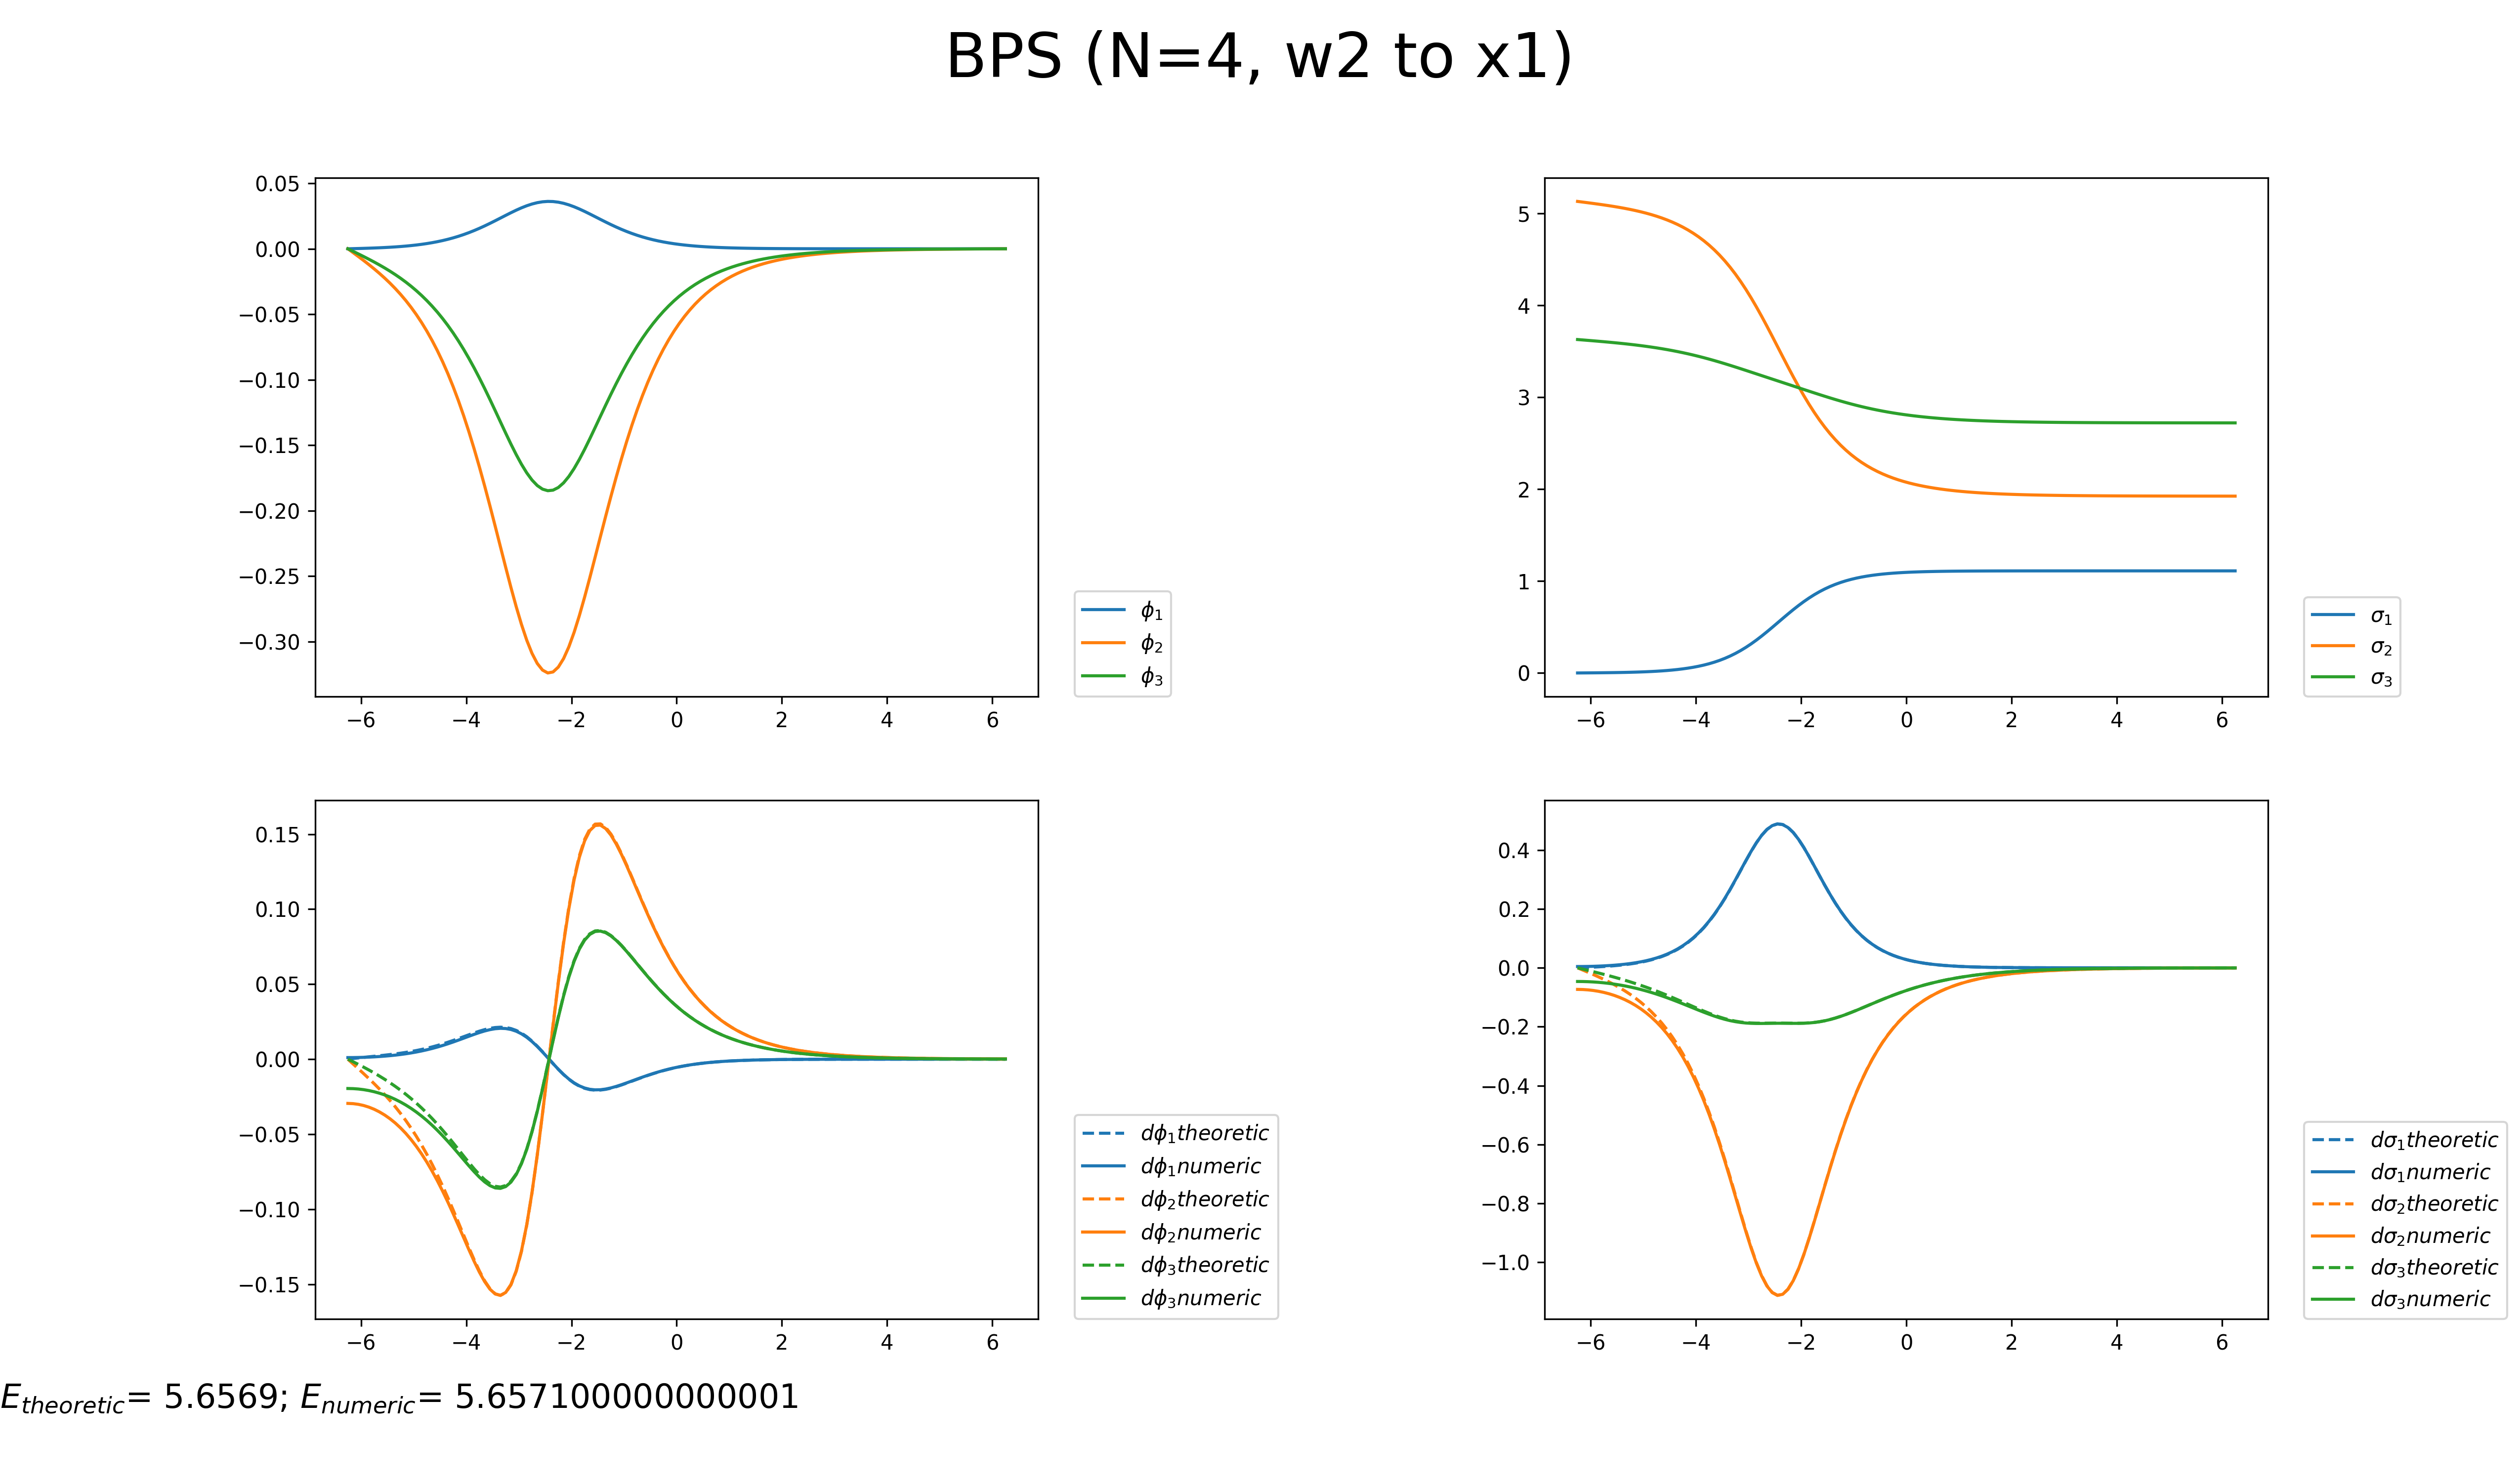 BPS (N=4, w2 to x1)
0.05
0.00
−0.05
−0.10
−0.15
−0.20
−0.25
−0.30
−6 −4 −2 0 2 4 6
ϕ₁
ϕ₂
ϕ₃
5
4
3
2
1
0
−6 −4 −2 0 2 4 6
σ₁
σ₂
σ₃
0.15
0.10
0.05
0.00
−0.05
−0.10
−0.15
−6 −4 −2 0 2 4 6
dϕ₁theoretic
dϕ₁numeric
dϕ₂theoretic
dϕ₂numeric
dϕ₃theoretic
dϕ₃numeric
0.4
0.2
0.0
−0.2
−0.4
−0.6
−0.8
−1.0
−6 −4 −2 0 2 4 6
dσ₁theoretic
dσ₁numeric
dσ₂theoretic
dσ₂numeric
dσ₃theoretic
dσ₃numeric
E_theoretic= 5.6569; E_numeric= 5.657100000000001